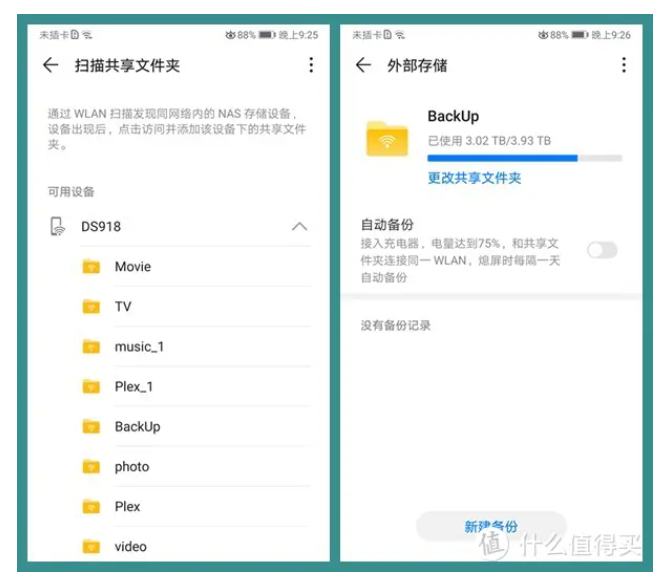 未插卡
88% 晚上9:25
扫描共享文件夹
通过 WLAN 扫描发现同网络内的 NAS 存储设备，
设备出现后，点击访问并添加该设备下的共享文件
夹。
可用设备
DS918
Movie
TV
music_1
Plex_1
BackUp
photo
Plex
video
未插卡
88% 晚上9:26
外部存储
BackUp
已使用 3.02 TB/3.93 TB
更改共享文件夹
自动备份
接入充电器，电量达到75%，和共享文
件夹连接同一 WLAN，熄屏时每隔一天
自动备份
没有备份记录
新建备份
值 什么值得买